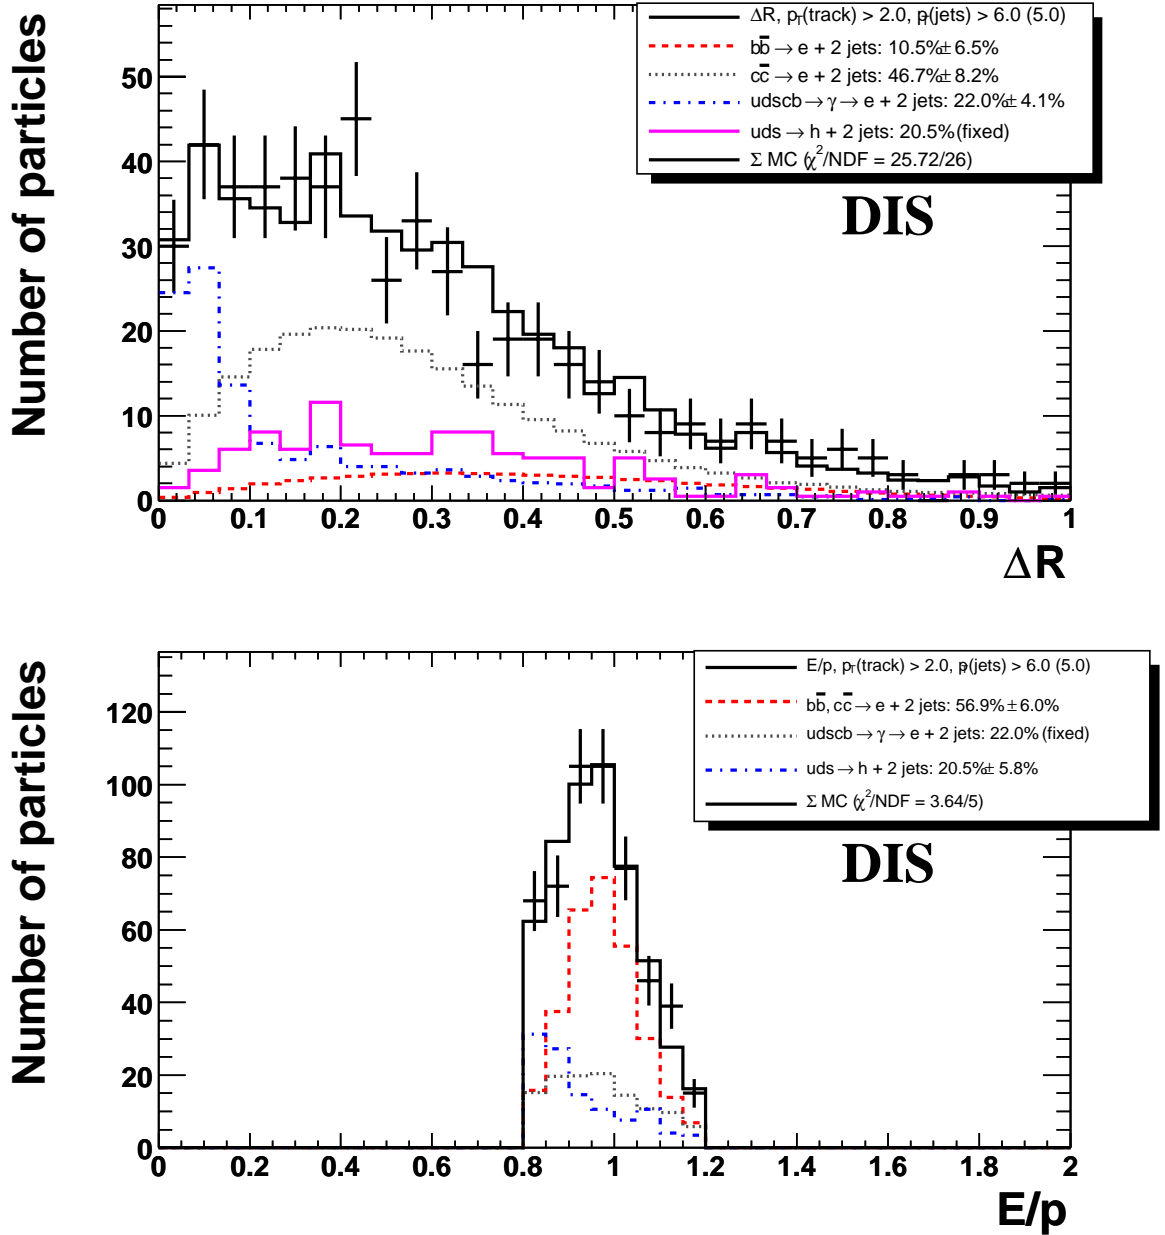 ΔR, pT(track) > 2.0, pT(jets) > 6.0 (5.0)
bb̄ → e + 2 jets: 10.5% ± 6.5%
cc̄ → e + 2 jets: 46.7% ± 8.2%
udscb → γ → e + 2 jets: 22.0% ± 4.1%
uds → h + 2 jets: 20.5% (fixed)
Σ MC (χ²/NDF = 25.72/26)
DIS
Number of particles
50
40
30
20
10
0
0 0.1 0.2 0.3 0.4 0.5 0.6 0.7 0.8 0.9 1
ΔR
E/p, pT(track) > 2.0, pT(jets) > 6.0 (5.0)
bb̄, cc̄ → e + 2 jets: 56.9% ± 6.0%
udscb → γ → e + 2 jets: 22.0% (fixed)
uds → h + 2 jets: 20.5% ± 5.8%
Σ MC (χ²/NDF = 3.64/5)
DIS
Number of particles
120
100
80
60
40
20
0
0 0.2 0.4 0.6 0.8 1 1.2 1.4 1.6 1.8 2
E/p